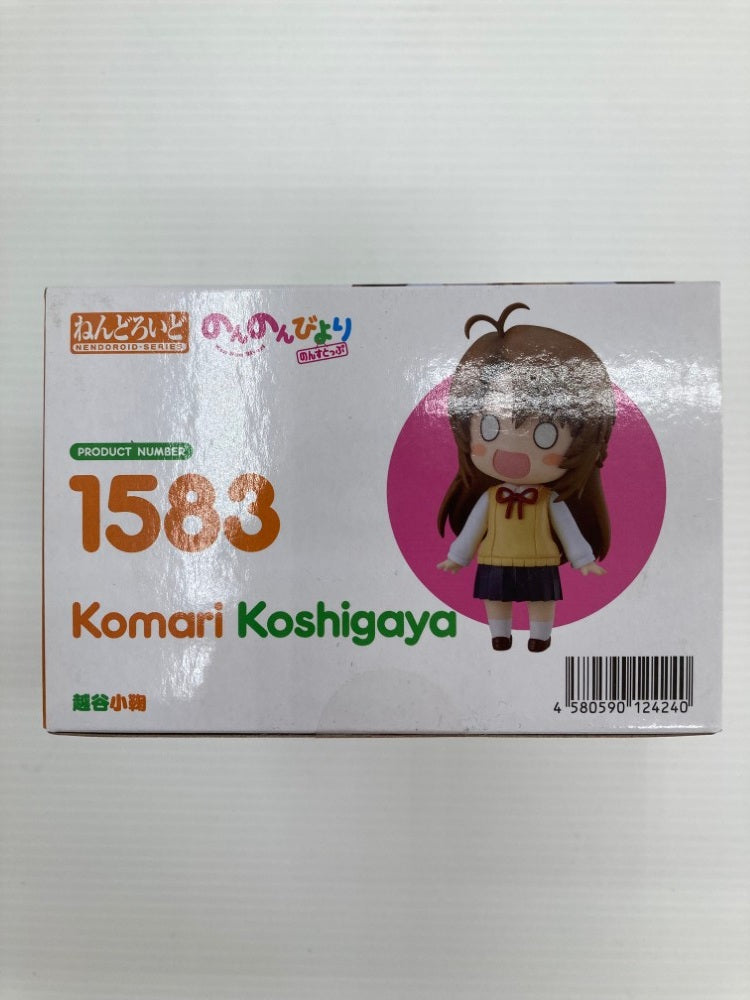 ねんどろいど
NENDOROID-SERIES
のんのんびより
のんすとっぷ
PRODUCT NUMBER
1583
Komari Koshigaya
越谷小鞠
4 580590 124240